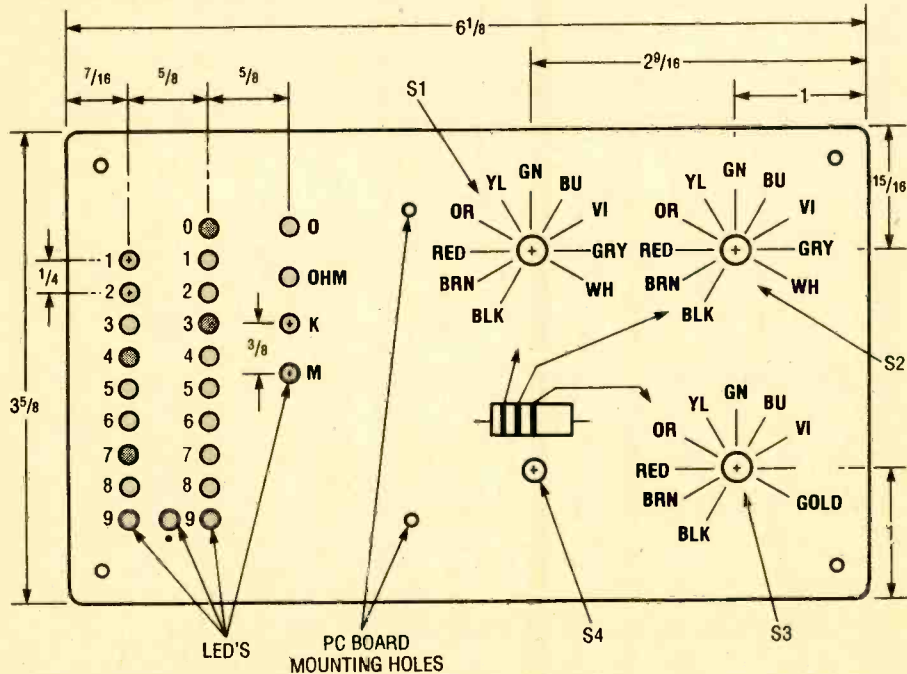 6 1/8
2 9/16
7/16
5/8
5/8
S1
1
15/16
3 5/8
1/4
3/8
0
1
2
3
4
5
6
7
8
9
1
2
3
4
5
6
7
8
9
0
OHM
K
M
BLK
BRN
RED
OR
YL
GN
BU
VI
GRY
WH
BLK
BRN
RED
OR
YL
GN
BU
VI
GRY
WH
S2
BLK
BRN
RED
OR
YL
GN
BU
VI
GOLD
1
LED'S
PC BOARD
MOUNTING HOLES
S4
S3